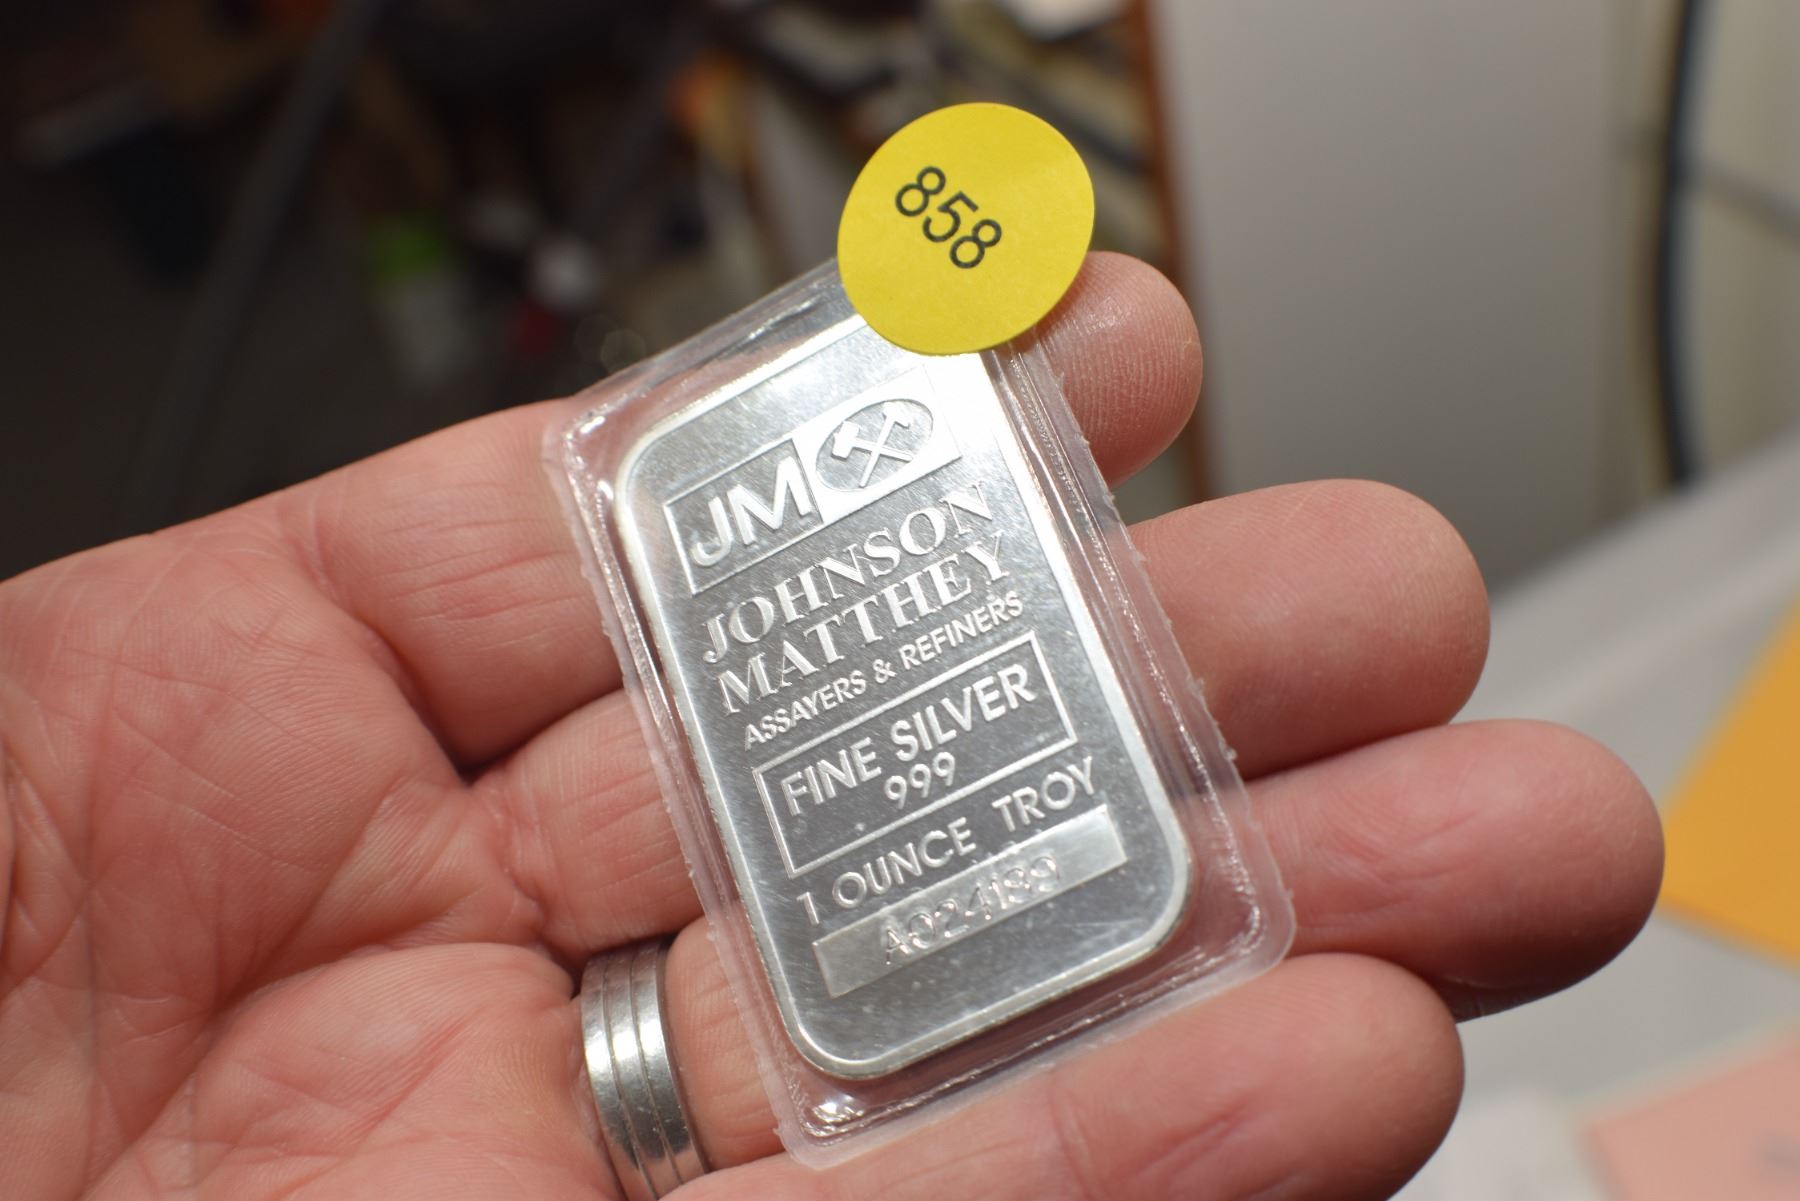 858
JM
JOHNSON
MATTHEY
ASSAYERS & REFINERS
FINE SILVER
999
1 OUNCE TROY
A024189